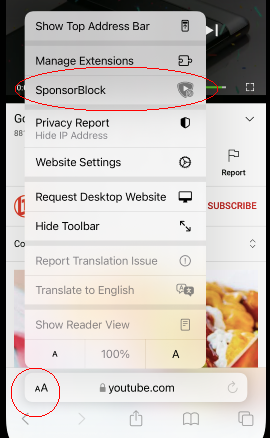 Show Top Address Bar
Manage Extensions
SponsorBlock
Privacy Report
Hide IP Address
Website Settings
Report
Request Desktop Website
SUBSCRIBE
Hide Toolbar
Report Translation Issue
Translate to English
Show Reader View
A 100% A
AA youtube.com